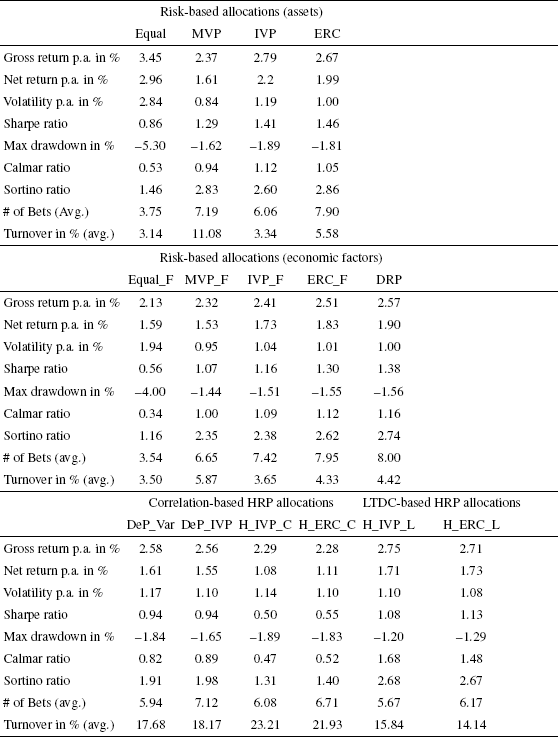 Risk-based allocations (assets)
Equal MVP IVP ERC
Gross return p.a. in % 3.45 2.37 2.79 2.67
Net return p.a. in % 2.96 1.61 2.2 1.99
Volatility p.a. in % 2.84 0.84 1.19 1.00
Sharpe ratio 0.86 1.29 1.41 1.46
Max drawdown in % –5.30 –1.62 –1.89 –1.81
Calmar ratio 0.53 0.94 1.12 1.05
Sortino ratio 1.46 2.83 2.60 2.86
# of Bets (Avg.) 3.75 7.19 6.06 7.90
Turnover in % (avg.) 3.14 11.08 3.34 5.58
Risk-based allocations (economic factors)
Equal_F MVP_F IVP_F ERC_F DRP
Gross return p.a. in % 2.13 2.32 2.41 2.51 2.57
Net return p.a. in % 1.59 1.53 1.73 1.83 1.90
Volatility p.a. in % 1.94 0.95 1.04 1.01 1.00
Sharpe ratio 0.56 1.07 1.16 1.30 1.38
Max drawdown in % –4.00 –1.44 –1.51 –1.55 –1.56
Calmar ratio 0.34 1.00 1.09 1.12 1.16
Sortino ratio 1.16 2.35 2.38 2.62 2.74
# of Bets (avg.) 3.54 6.65 7.42 7.95 8.00
Turnover in % (avg.) 3.50 5.87 3.65 4.33 4.42
Correlation-based HRP allocations LTDC-based HRP allocations
DeP_Var DeP_IVP H_IVP_C H_ERC_C H_IVP_L H_ERC_L
Gross return p.a. in % 2.58 2.56 2.29 2.28 2.75 2.71
Net return p.a. in % 1.61 1.55 1.08 1.11 1.71 1.73
Volatility p.a. in % 1.17 1.10 1.14 1.10 1.10 1.08
Sharpe ratio 0.94 0.94 0.50 0.55 1.08 1.13
Max drawdown in % –1.84 –1.65 –1.89 –1.83 –1.20 –1.29
Calmar ratio 0.82 0.89 0.47 0.52 1.68 1.48
Sortino ratio 1.91 1.98 1.31 1.40 2.68 2.67
# of Bets (avg.) 5.94 7.12 6.08 6.71 5.67 6.17
Turnover in % (avg.) 17.68 18.17 23.21 21.93 15.84 14.14